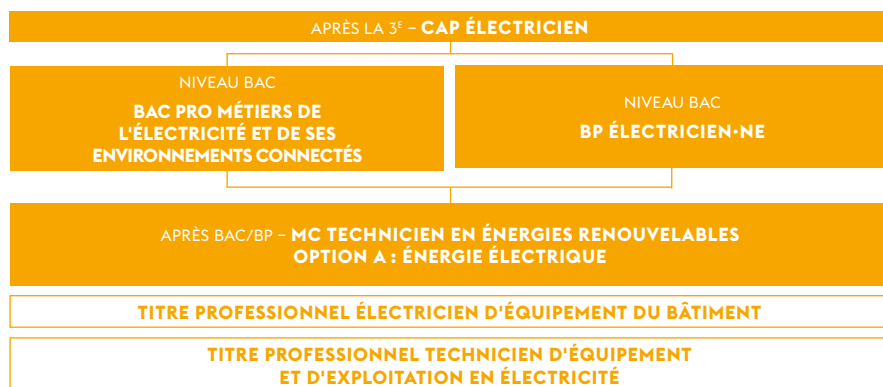 APRÈS LA 3ᴱ – CAP ÉLECTRICIEN
NIVEAU BAC
BAC PRO MÉTIERS DE
L'ÉLECTRICITÉ ET DE SES
ENVIRONNEMENTS CONNECTÉS
NIVEAU BAC
BP ÉLECTRICIEN·NE
APRÈS BAC/BP – MC TECHNICIEN EN ÉNERGIES RENOUVELABLES
OPTION A : ÉNERGIE ÉLECTRIQUE
TITRE PROFESSIONNEL ÉLECTRICIEN D'ÉQUIPEMENT DU BÂTIMENT
TITRE PROFESSIONNEL TECHNICIEN D'ÉQUIPEMENT
ET D'EXPLOITATION EN ÉLECTRICITÉ